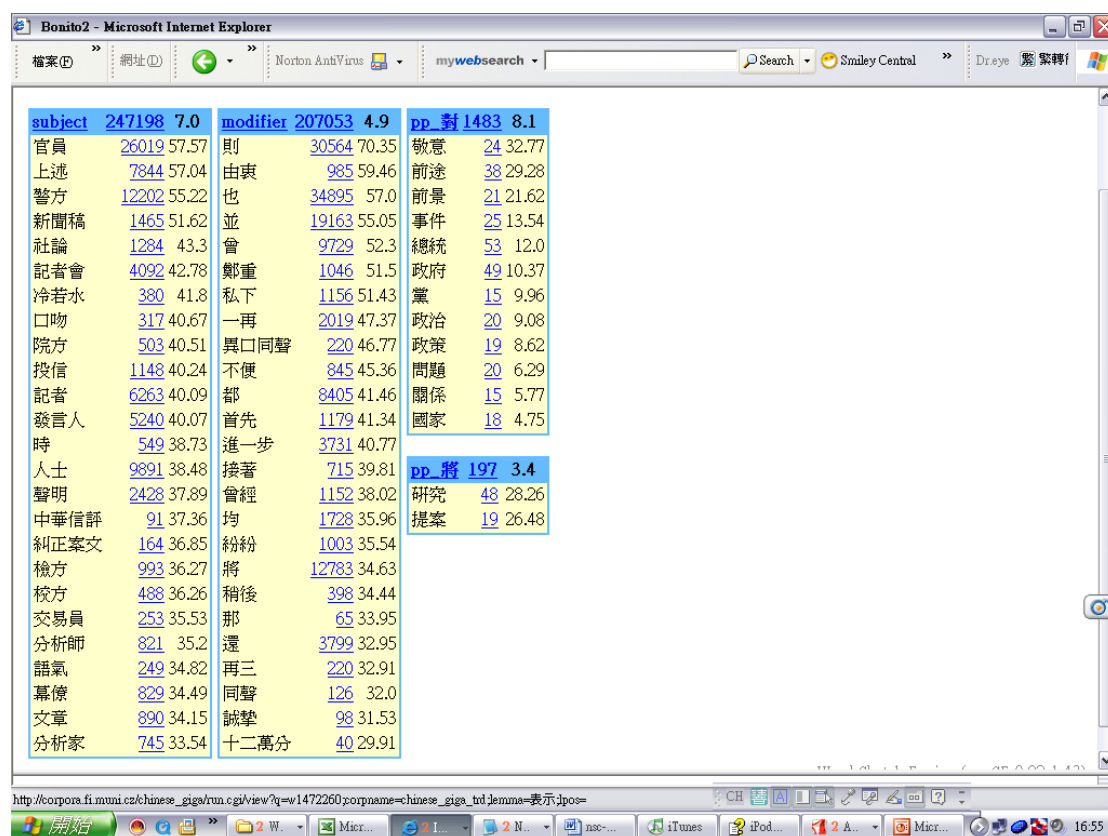 Bonito2 - Microsoft Internet Explorer
檔案(F) » 網址(D) » Norton AntiVirus mywebsearch Search Smiley Central » Dr.eye 繁 繁轉
subject 247198 7.0
官員 26019 57.57
上述 7844 57.04
警方 12202 55.22
新聞稿 1465 51.62
社論 1284 43.3
記者會 4092 42.78
冷若水 380 41.8
口吻 317 40.67
院方 503 40.51
投信 1148 40.24
記者 6263 40.09
發言人 5240 40.07
時 549 38.73
人士 9891 38.48
聲明 2428 37.89
中華信評 91 37.36
糾正案文 164 36.85
檢方 993 36.27
校方 488 36.26
交易員 253 35.53
分析師 821 35.2
語氣 249 34.82
幕僚 829 34.49
文章 890 34.15
分析家 745 33.54
modifier 207053 4.9
則 30564 70.35
由衷 985 59.46
也 34895 57.0
並 19163 55.05
曾 9729 52.3
鄭重 1046 51.5
私下 1156 51.43
一再 2019 47.37
異口同聲 220 46.77
不便 845 45.36
都 8405 41.46
首先 1179 41.34
進一步 3731 40.77
接著 715 39.81
曾經 1152 38.02
均 1728 35.96
紛紛 1003 35.54
將 12783 34.63
稍後 398 34.44
那 65 33.95
還 3799 32.95
再三 220 32.91
同聲 126 32.0
誠摯 98 31.53
十二萬分 40 29.91
pp_對 1483 8.1
敬意 24 32.77
前途 38 29.28
前景 21 21.62
事件 25 13.54
總統 53 12.0
政府 49 10.37
黨 15 9.96
政治 20 9.08
政策 19 8.62
問題 20 6.29
關係 15 5.77
國家 18 4.75
pp_將 197 3.4
研究 48 28.26
提案 19 26.48
http://corpora.fi.muni.cz/chinese_giga/run.cgi/view?q=w1472260;corpname=chinese_giga_trd;lemma=表示;lpos=
CH 繁 A
開始 » 2 W... Micr... 2 I... 2 N... nsc-... iTunes iPod... 2 A... Micr... 16:55